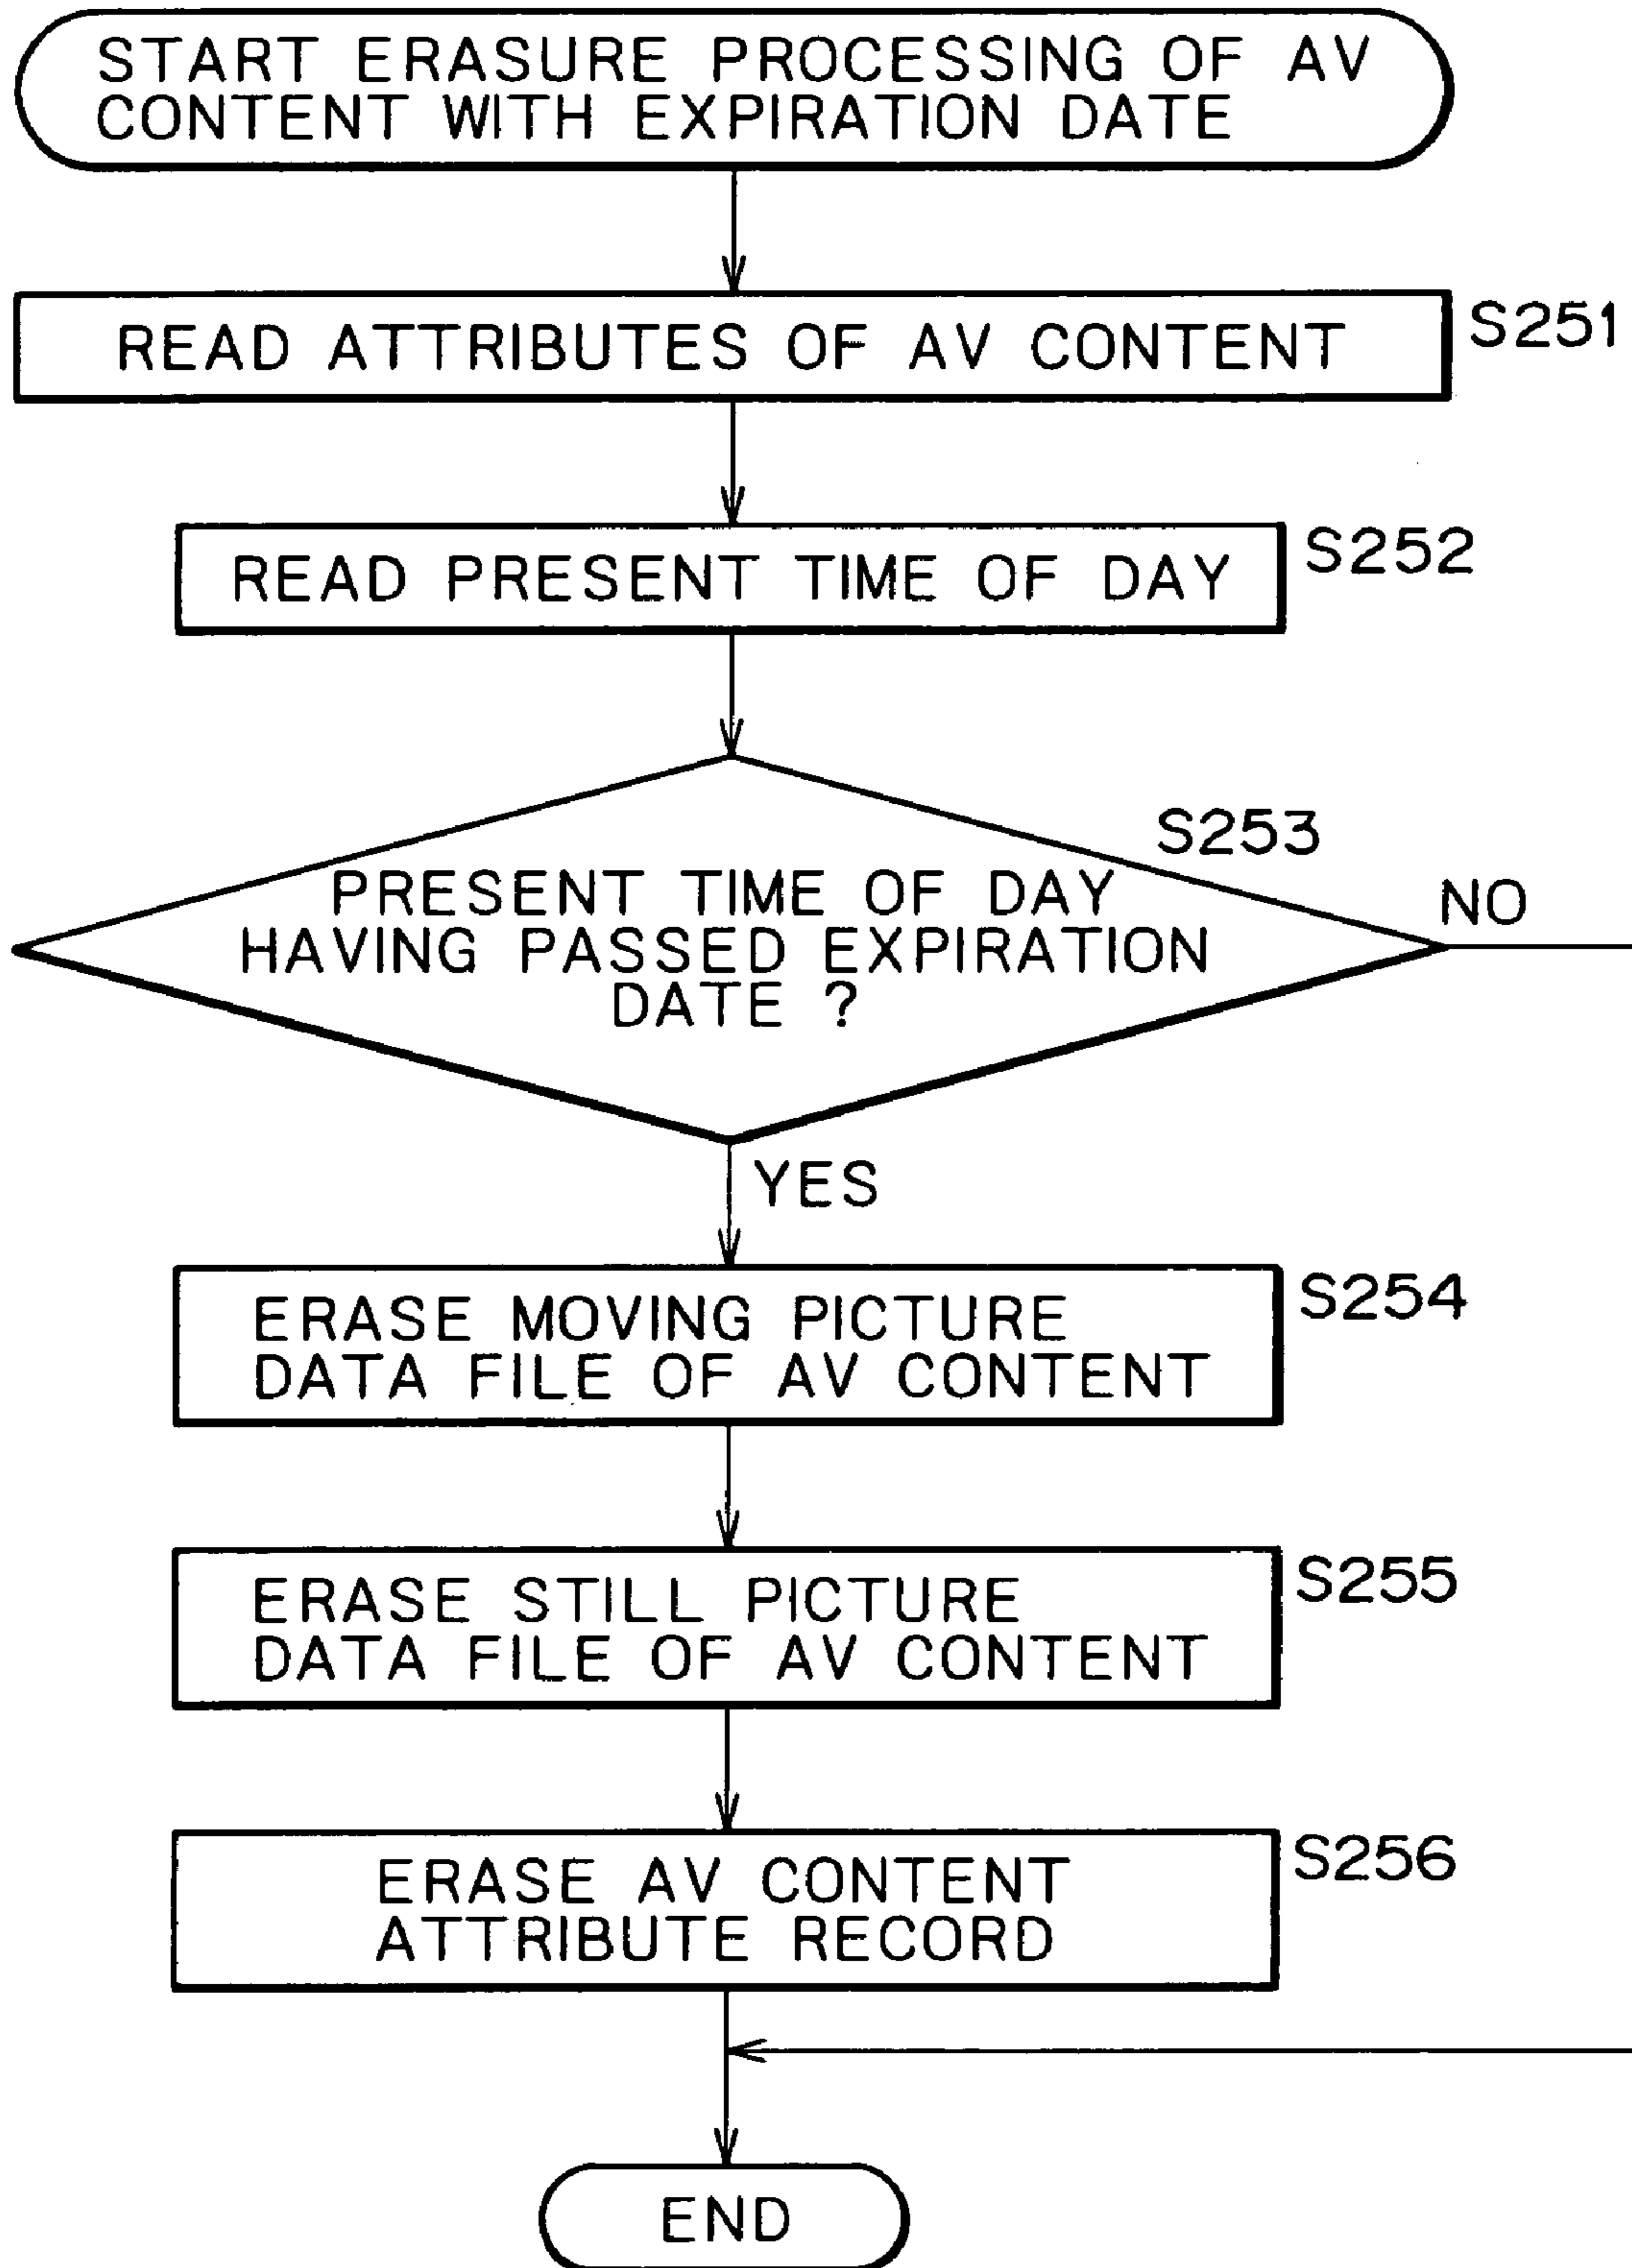 START ERASURE PROCESSING OF AV
CONTENT WITH EXPIRATION DATE
READ ATTRIBUTES OF AV CONTENT
S251
READ PRESENT TIME OF DAY
S252
S253
PRESENT TIME OF DAY
HAVING PASSED EXPIRATION
DATE ?
NO
YES
ERASE MOVING PICTURE
DATA FILE OF AV CONTENT
S254
ERASE STILL PICTURE
DATA FILE OF AV CONTENT
S255
ERASE AV CONTENT
ATTRIBUTE RECORD
S256
END